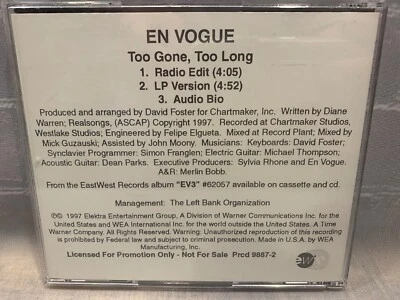 EN VOGUE
Too Gone, Too Long
1. Radio Edit (4:05)
2. LP Version (4:52)
3. Audio Bio
Produced and arranged by David Foster for Chartmaker, Inc. Written by Diane
Warren; Realsongs, (ASCAP) Copyright 1997. Recorded at Chartmaker Studios,
Westlake Studios; Engineered by Felipe Elgueta. Mixed at Record Plant; Mixed by
Mick Guzauski; Assisted by John Moony. Musicians: Keyboards: David Foster;
Synclavier Programmer: Simon Franglen; Electric Guitar: Michael Thompson;
Acoustic Guitar: Dean Parks. Executive Producers: Sylvia Rhone and En Vogue.
A&R: Merlin Bobb.
From the EastWest Records album "EV3" #62057 available on cassette and cd.
Management: The Left Bank Organization
℗© 1997 Elektra Entertainment Group, A Division of Warner Communications Inc. for the
United States and WEA International Inc. for the world outside of the United States. A Time
Warner Company. All Rights Reserved. Warning: Unauthorized reproduction of this recording
is prohibited by Federal law and subject to criminal prosecution. Made in U.S.A. by WEA
Manufacturing, Inc.
Licensed For Promotion Only - Not For Sale Prcd 9887-2
ew